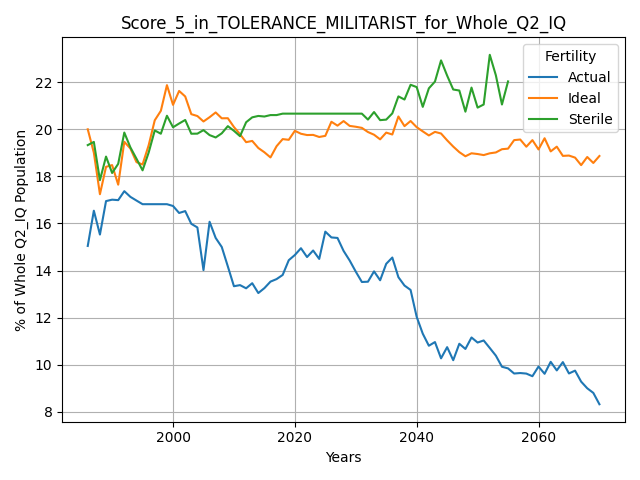 Score_5_in_TOLERANCE_MILITARIST_for_Whole_Q2_IQ
Fertility
Actual
Ideal
Sterile
% of Whole Q2_IQ Population
22
20
18
16
14
12
10
8
2000 2020 2040 2060
Years